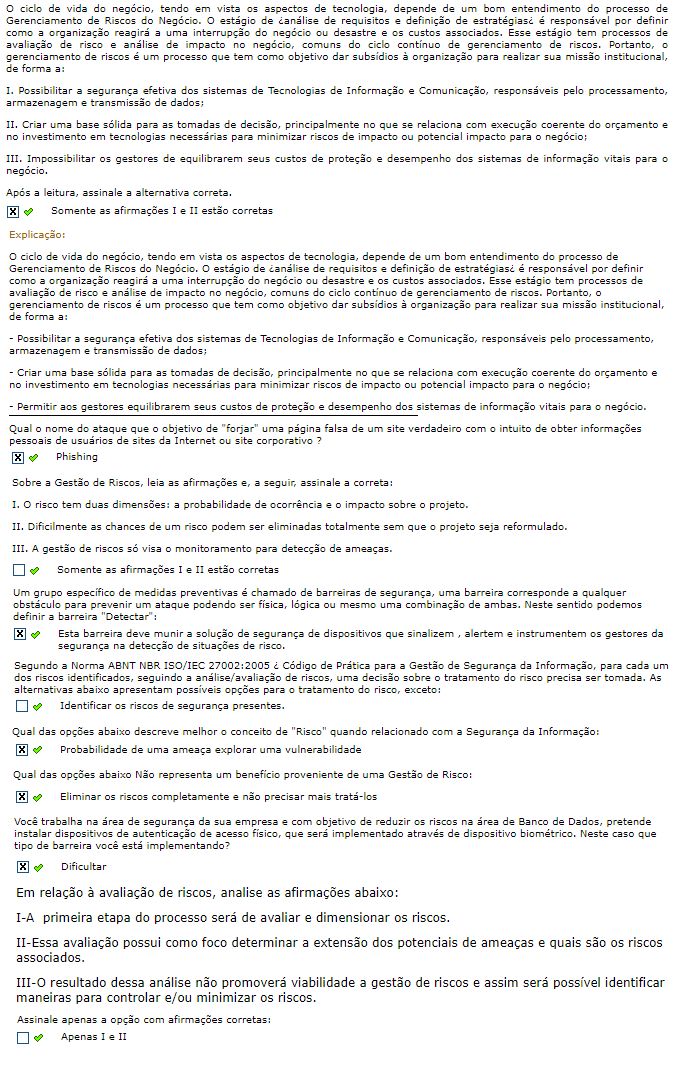 O ciclo de vida do negócio, tendo em vista os aspectos de tecnologia, depende de um bom entendimento do processo de
Gerenciamento de Riscos do Negócio. O estágio de ¿análise de requisitos e definição de estratégias¿ é responsável por definir
como a organização reagirá a uma interrupção do negócio ou desastre e os custos associados. Esse estágio tem processos de
avaliação de risco e análise de impacto no negócio, comuns do ciclo contínuo de gerenciamento de riscos. Portanto, o
gerenciamento de riscos é um processo que tem como objetivo dar subsídios à organização para realizar sua missão institucional,
de forma a:
I. Possibilitar a segurança efetiva dos sistemas de Tecnologias de Informação e Comunicação, responsáveis pelo processamento,
armazenagem e transmissão de dados;
II. Criar uma base sólida para as tomadas de decisão, principalmente no que se relaciona com execução coerente do orçamento e
no investimento em tecnologias necessárias para minimizar riscos de impacto ou potencial impacto para o negócio;
III. Impossibilitar os gestores de equilibrarem seus custos de proteção e desempenho dos sistemas de informação vitais para o
negócio.
Após a leitura, assinale a alternativa correta.
Somente as afirmações I e II estão corretas
Explicação:
O ciclo de vida do negócio, tendo em vista os aspectos de tecnologia, depende de um bom entendimento do processo de
Gerenciamento de Riscos do Negócio. O estágio de ¿análise de requisitos e definição de estratégias¿ é responsável por definir
como a organização reagirá a uma interrupção do negócio ou desastre e os custos associados. Esse estágio tem processos de
avaliação de risco e análise de impacto no negócio, comuns do ciclo contínuo de gerenciamento de riscos. Portanto, o
gerenciamento de riscos é um processo que tem como objetivo dar subsídios à organização para realizar sua missão institucional,
de forma a:
- Possibilitar a segurança efetiva dos sistemas de Tecnologias de Informação e Comunicação, responsáveis pelo processamento,
armazenagem e transmissão de dados;
- Criar uma base sólida para as tomadas de decisão, principalmente no que se relaciona com execução coerente do orçamento e
no investimento em tecnologias necessárias para minimizar riscos de impacto ou potencial impacto para o negócio;
- Permitir aos gestores equilibrarem seus custos de proteção e desempenho dos sistemas de informação vitais para o negócio.
Qual o nome do ataque que o objetivo de "forjar" uma página falsa de um site verdadeiro com o intuito de obter informações
pessoais de usuários de sites da Internet ou site corporativo ?
Phishing
Sobre a Gestão de Riscos, leia as afirmações e, a seguir, assinale a correta:
I. O risco tem duas dimensões: a probabilidade de ocorrência e o impacto sobre o projeto.
II. Dificilmente as chances de um risco podem ser eliminadas totalmente sem que o projeto seja reformulado.
III. A gestão de riscos só visa o monitoramento para detecção de ameaças.
Somente as afirmações I e II estão corretas
Um grupo específico de medidas preventivas é chamado de barreiras de segurança, uma barreira corresponde a qualquer
obstáculo para prevenir um ataque podendo ser física, lógica ou mesmo uma combinação de ambas. Neste sentido podemos
definir a barreira "Detectar":
Esta barreira deve munir a solução de segurança de dispositivos que sinalizem , alertem e instrumentem os gestores da
segurança na detecção de situações de risco.
Segundo a Norma ABNT NBR ISO/IEC 27002:2005 ¿ Código de Prática para a Gestão de Segurança da Informação, para cada um
dos riscos identificados, seguindo a análise/avaliação de riscos, uma decisão sobre o tratamento do risco precisa ser tomada. As
alternativas abaixo apresentam possíveis opções para o tratamento do risco, exceto:
Identificar os riscos de segurança presentes.
Qual das opções abaixo descreve melhor o conceito de "Risco" quando relacionado com a Segurança da Informação:
Probabilidade de uma ameaça explorar uma vulnerabilidade
Qual das opções abaixo Não representa um benefício proveniente de uma Gestão de Risco:
Eliminar os riscos completamente e não precisar mais tratá-los
Você trabalha na área de segurança da sua empresa e com objetivo de reduzir os riscos na área de Banco de Dados, pretende
instalar dispositivos de autenticação de acesso físico, que será implementado através de dispositivo biométrico. Neste caso que
tipo de barreira você está implementando?
Dificultar
Em relação à avaliação de riscos, analise as afirmações abaixo:
I-A primeira etapa do processo será de avaliar e dimensionar os riscos.
II-Essa avaliação possui como foco determinar a extensão dos potenciais de ameaças e quais são os riscos
associados.
III-O resultado dessa análise não promoverá viabilidade a gestão de riscos e assim será possível identificar
maneiras para controlar e/ou minimizar os riscos.
Assinale apenas a opção com afirmações corretas:
Apenas I e II